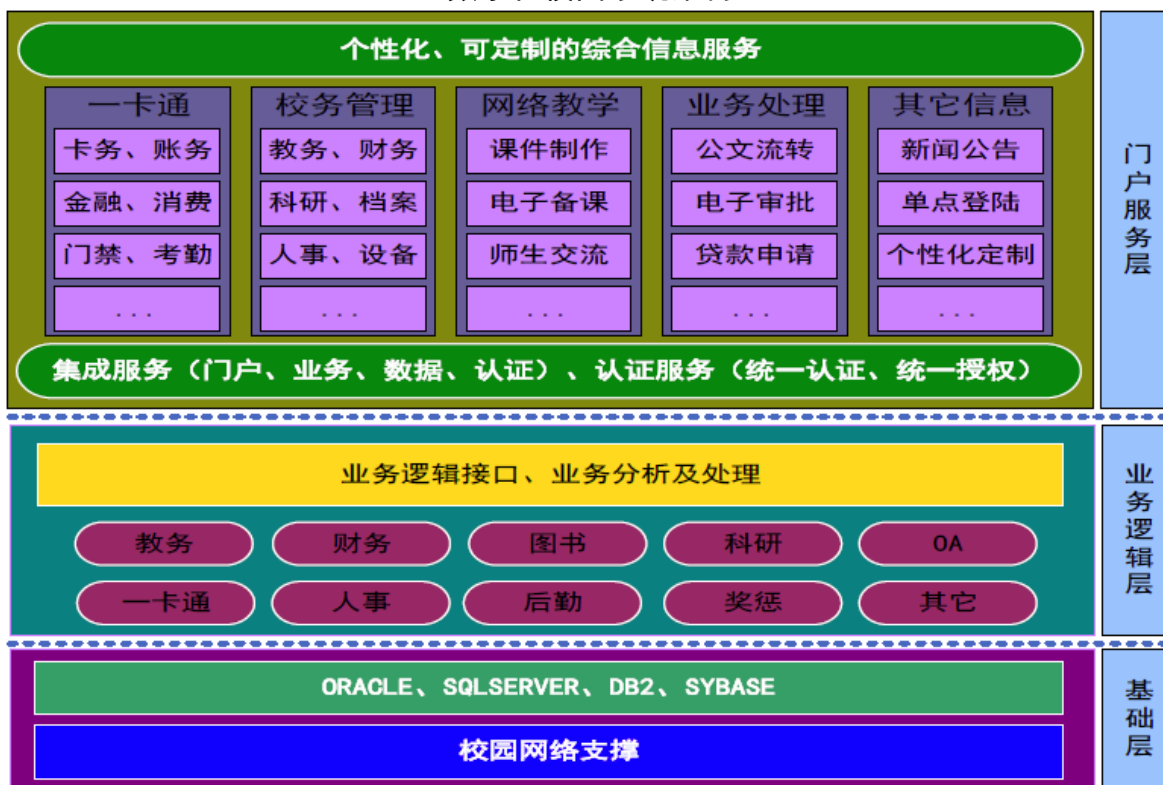 个性化、可定制的综合信息服务
一卡通 校务管理 网络教学 业务处理 其它信息
卡务、账务 教务、财务 课件制作 公文流转 新闻公告
金融、消费 科研、档案 电子备课 电子审批 单点登陆
门禁、考勤 人事、设备 师生交流 贷款申请 个性化定制
... ... ... ... ...
集成服务（门户、业务、数据、认证）、认证服务（统一认证、统一授权）
门户服务层
业务逻辑接口、业务分析及处理
教务 财务 图书 科研 OA
一卡通 人事 后勤 奖惩 其它
业务逻辑层
ORACLE、SQLSERVER、DB2、SYBASE
校园网络支撑
基础层